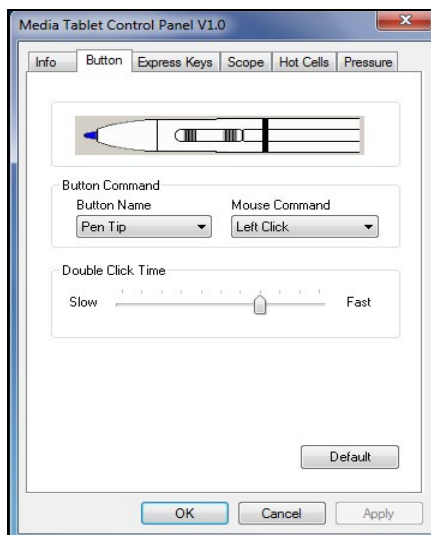 Media Tablet Control Panel V1.0
Info Button Express Keys Scope Hot Cells Pressure
Button Command
Button Name Mouse Command
Pen Tip Left Click
Double Click Time
Slow Fast
Default
OK Cancel Apply